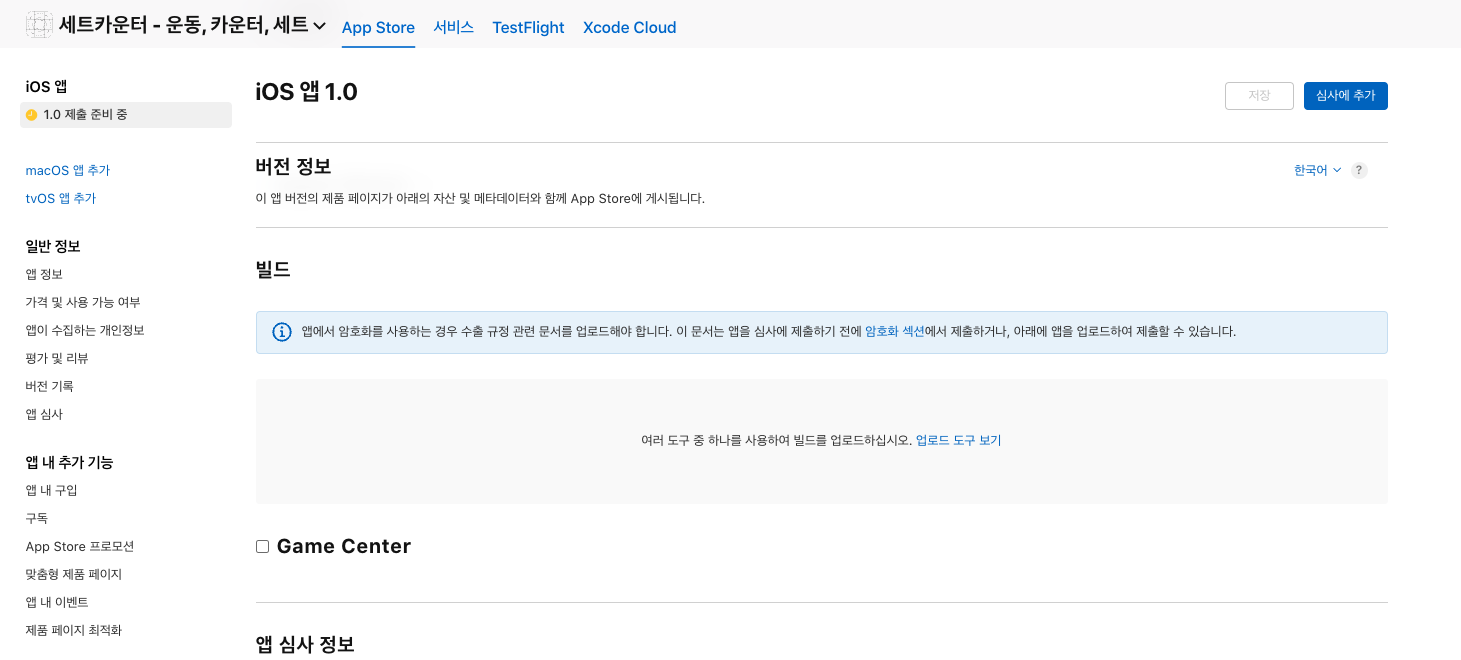 세트카운터 - 운동, 카운터, 세트
App Store 서비스 TestFlight Xcode Cloud
iOS 앱
1.0 제출 준비 중
macOS 앱 추가
tvOS 앱 추가
일반 정보
앱 정보
가격 및 사용 가능 여부
앱이 수집하는 개인정보
평가 및 리뷰
버전 기록
앱 심사
앱 내 추가 기능
앱 내 구입
구독
App Store 프로모션
맞춤형 제품 페이지
앱 내 이벤트
제품 페이지 최적화
iOS 앱 1.0
저장
심사에 추가
버전 정보
한국어 ?
이 앱 버전의 제품 페이지가 아래의 자산 및 메타데이터와 함께 App Store에 게시됩니다.
빌드
앱에서 암호화를 사용하는 경우 수출 규정 관련 문서를 업로드해야 합니다. 이 문서는 앱을 심사에 제출하기 전에 암호화 섹션에서 제출하거나, 아래에 앱을 업로드하여 제출할 수 있습니다.
여러 도구 중 하나를 사용하여 빌드를 업로드하십시오. 업로드 도구 보기
Game Center
앱 심사 정보